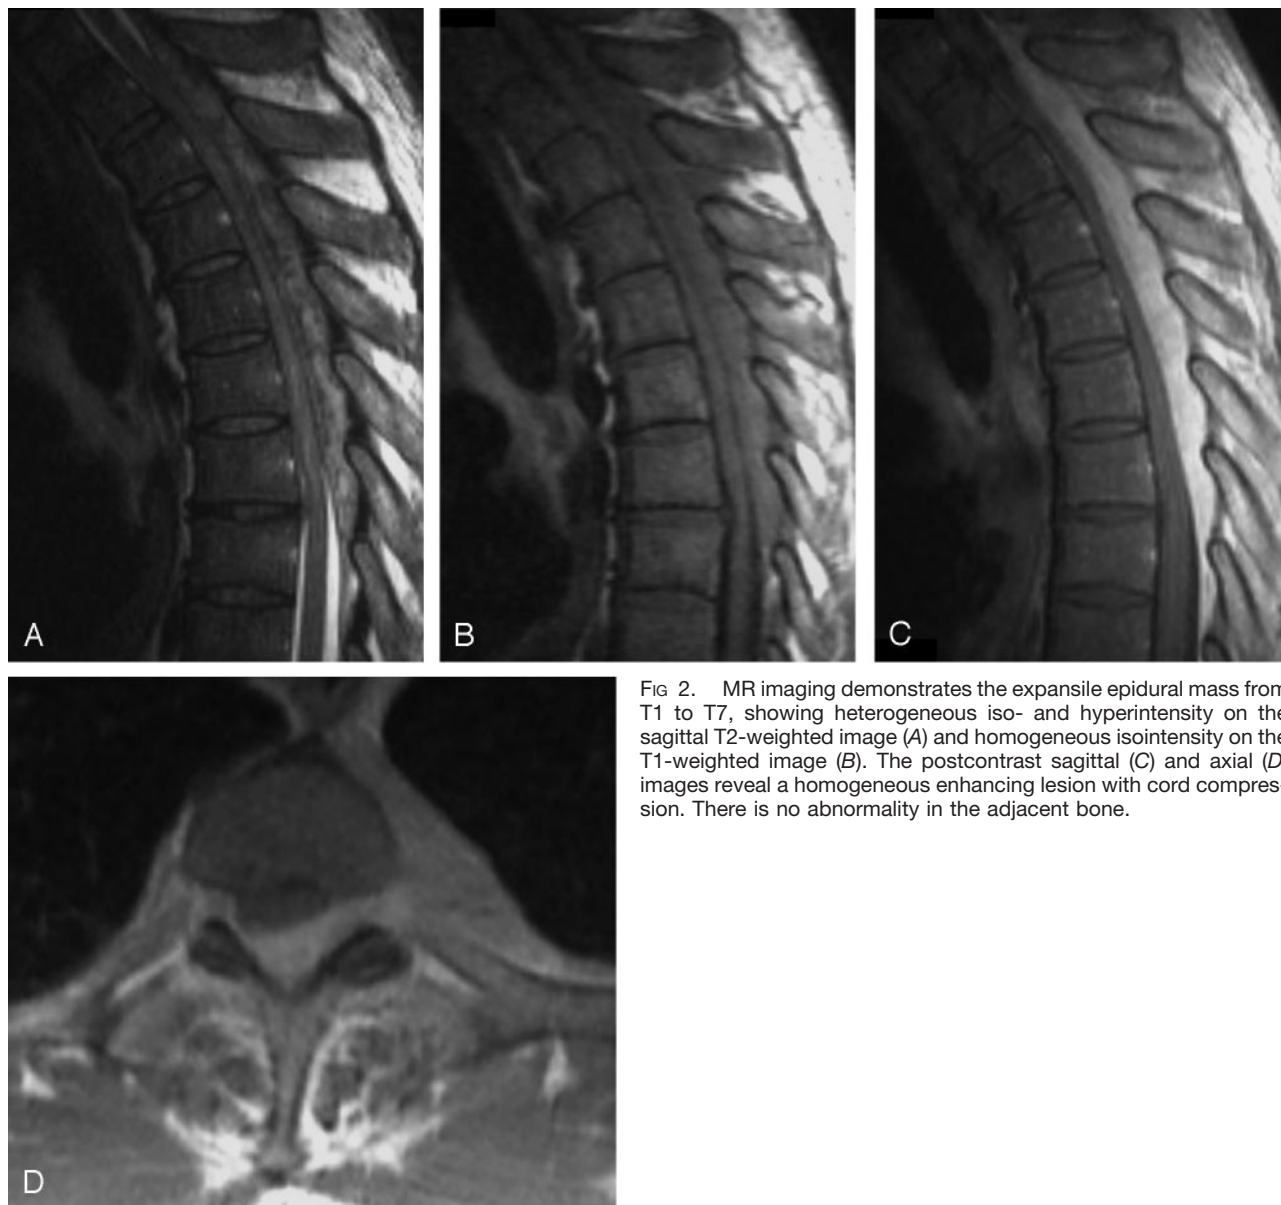 A
B
C
D
FIG 2. MR imaging demonstrates the expansile epidural mass from
T1 to T7, showing heterogeneous iso- and hyperintensity on the
sagittal T2-weighted image (A) and homogeneous isointensity on the
T1-weighted image (B). The postcontrast sagittal (C) and axial (D
images reveal a homogeneous enhancing lesion with cord compres-
sion. There is no abnormality in the adjacent bone.